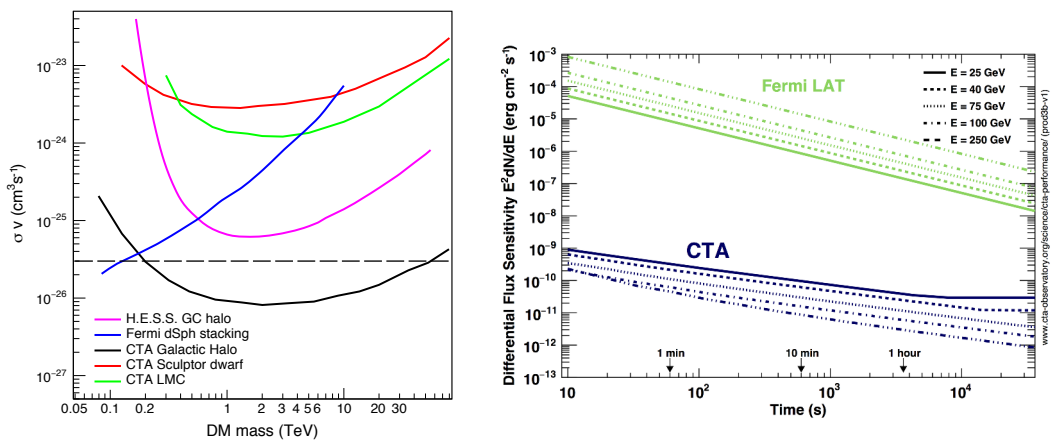 σ v (cm³s⁻¹)
10⁻²³
10⁻²⁴
10⁻²⁵
10⁻²⁶
10⁻²⁷
H.E.S.S. GC halo
Fermi dSph stacking
CTA Galactic Halo
CTA Sculptor dwarf
CTA LMC
0.05 0.1 0.2 1 2 3 4 5 6 10 20 30
DM mass (TeV)
Differential Flux Sensitivity E²dN/dE (erg cm⁻² s⁻¹)
10⁻³
10⁻⁴
10⁻⁵
10⁻⁶
10⁻⁷
10⁻⁸
10⁻⁹
10⁻¹⁰
10⁻¹¹
10⁻¹²
10⁻¹³
Fermi LAT
E = 25 GeV
E = 40 GeV
E = 75 GeV
E = 100 GeV
E = 250 GeV
CTA
1 min 10 min 1 hour
10 10² 10³ 10⁴
Time (s)
www.cta-observatory.org/science/cta-performance/ (prod3b-v1)